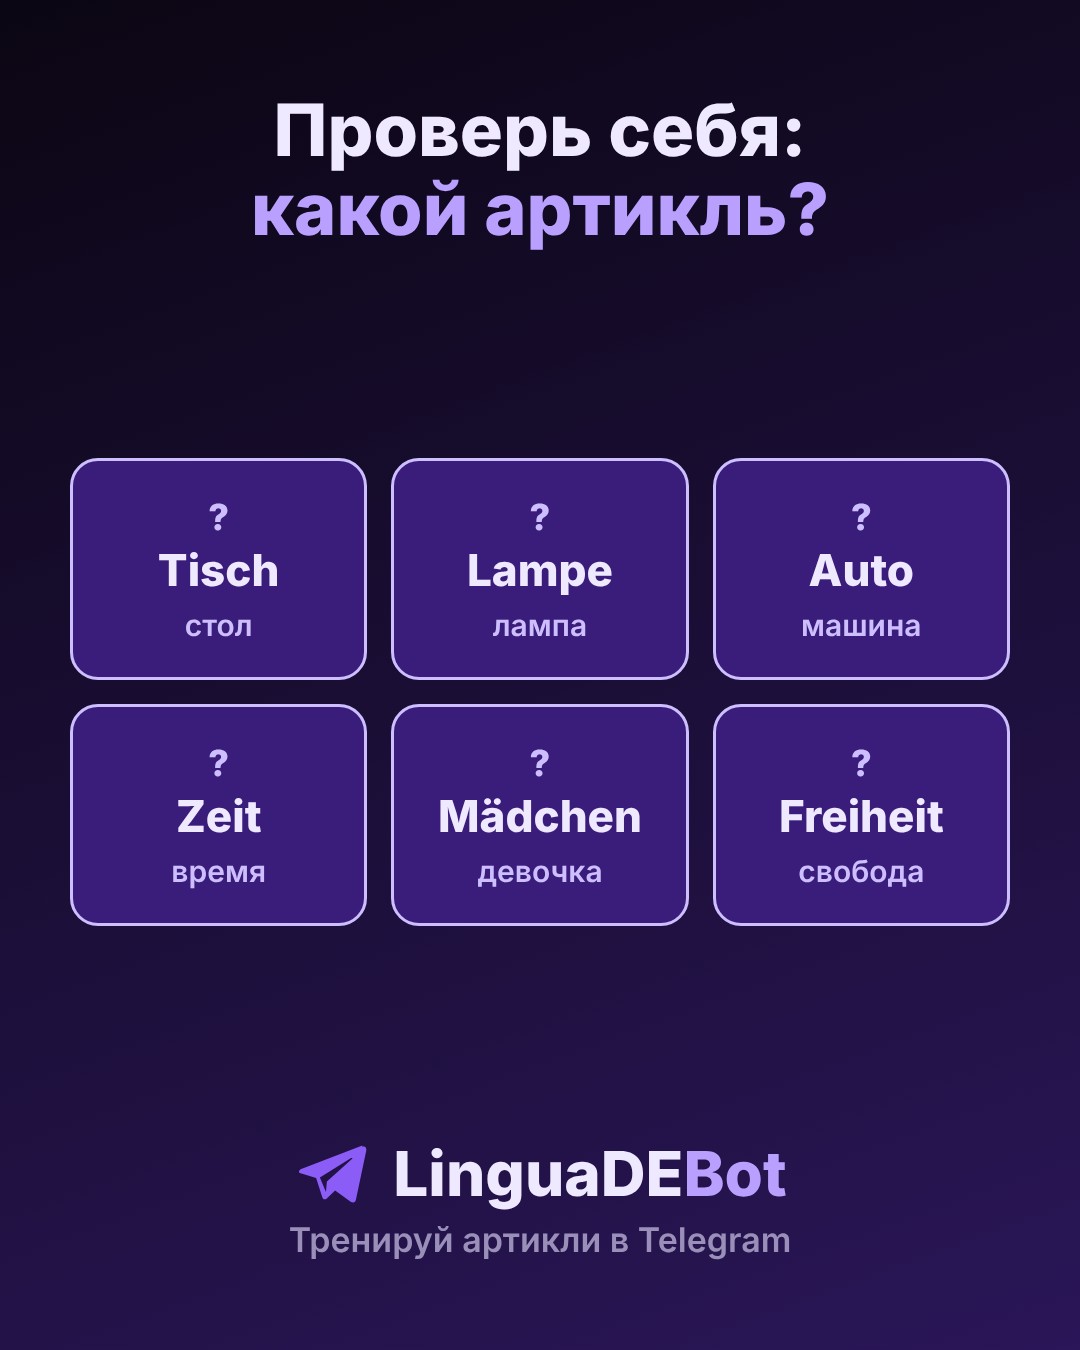 Проверь себя:
какой артикль?
?
Tisch
стол
?
Lampe
лампа
?
Auto
машина
?
Zeit
время
?
Mädchen
девочка
?
Freiheit
свобода
LinguaDEBot
Тренируй артикли в Telegram